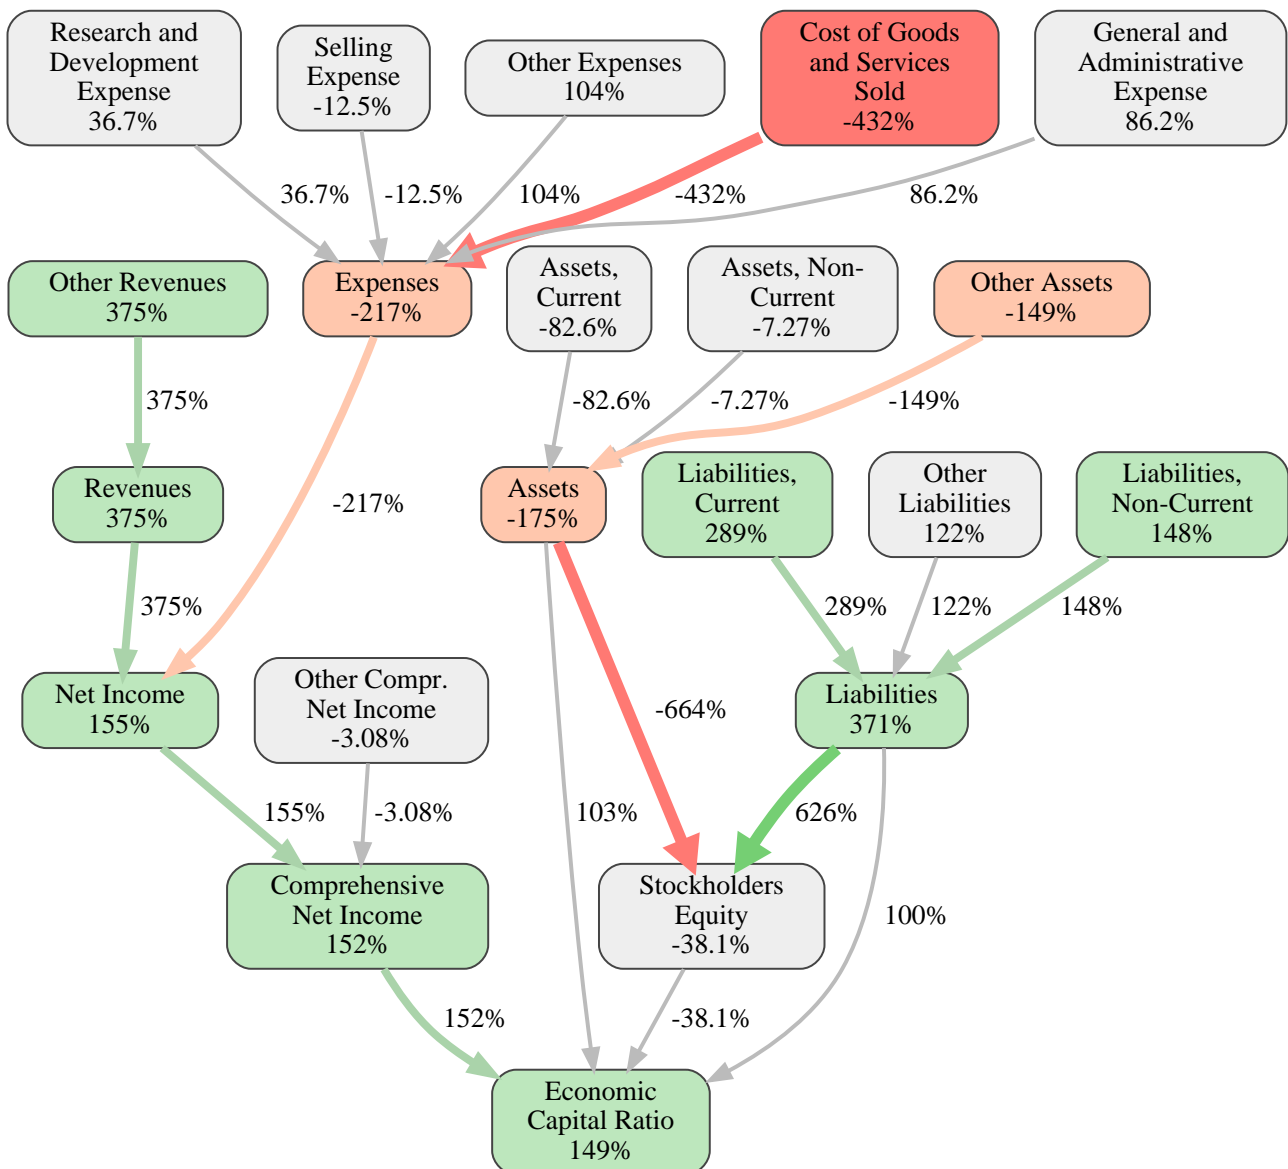 Research and
Development
Expense
36.7%
Selling
Expense
-12.5%
Other Expenses
104%
Cost of Goods
and Services
Sold
-432%
General and
Administrative
Expense
86.2%
36.7%
-12.5%
104%
-432%
86.2%
Other Revenues
375%
Expenses
-217%
Assets,
Current
-82.6%
Assets, Non-
Current
-7.27%
Other Assets
-149%
375%
-82.6%
-7.27%
-149%
Revenues
375%
-217%
Assets
-175%
Liabilities,
Current
289%
Other
Liabilities
122%
Liabilities,
Non-Current
148%
375%
289%
122%
148%
Net Income
155%
Other Compr.
Net Income
-3.08%
-664%
Liabilities
371%
155%
-3.08%
103%
626%
Comprehensive
Net Income
152%
Stockholders
Equity
-38.1%
100%
152%
-38.1%
Economic
Capital Ratio
149%